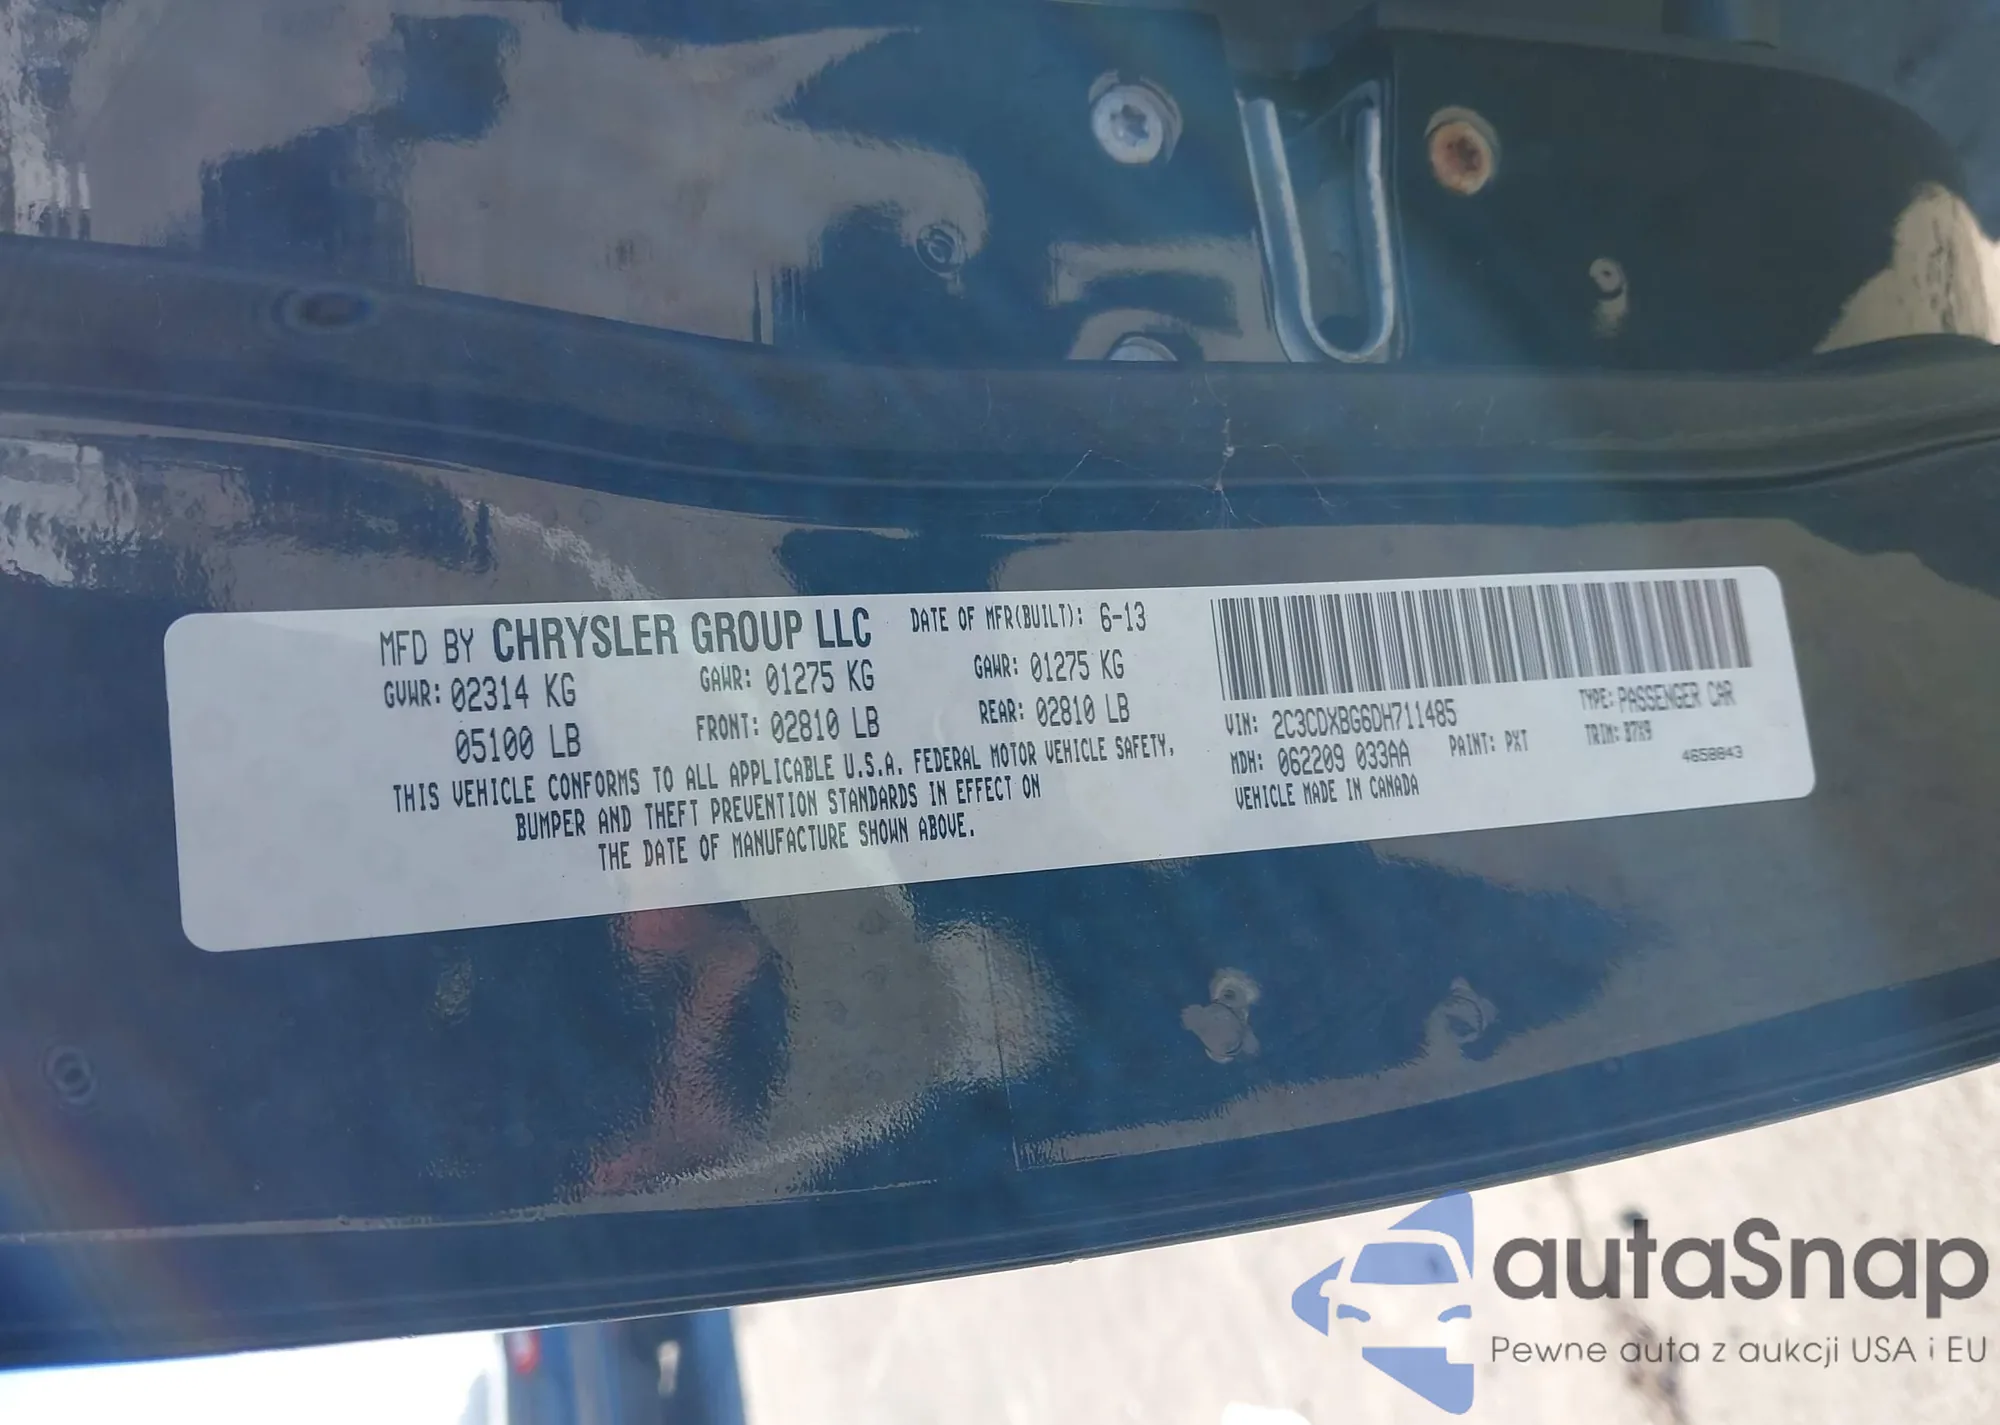 MFD BY CHRYSLER GROUP LLC DATE OF MFR(BUILT): 6-13
GVWR: 02314 KG GAWR: 01275 KG GAWR: 01275 KG
05100 LB FRONT: 02810 LB REAR: 02810 LB
THIS VEHICLE CONFORMS TO ALL APPLICABLE U.S.A. FEDERAL MOTOR VEHICLE SAFETY,
BUMPER AND THEFT PREVENTION STANDARDS IN EFFECT ON
THE DATE OF MANUFACTURE SHOWN ABOVE.
VIN: 2C3CDXBG6DH711485 TYPE: PASSENGER CAR
MDH: 062209 033AA PAINT: PXT TRIM: B7X9
VEHICLE MADE IN CANADA 4658843
autaSnap
Pewne auta z aukcji USA i EU